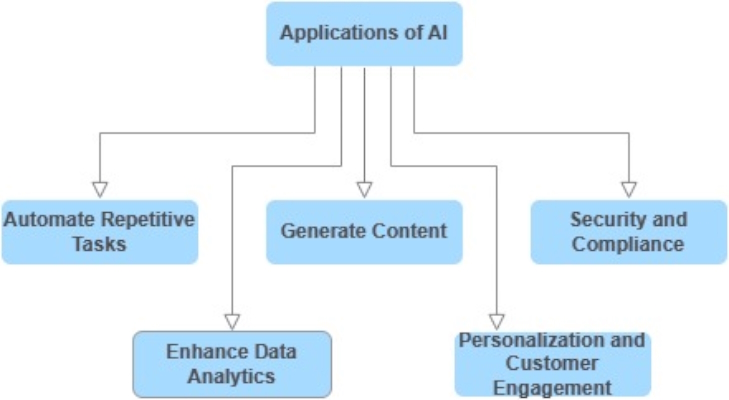 Applications of AI
Automate Repetitive
Tasks
Generate Content
Security and
Compliance
Enhance Data
Analytics
Personalization and
Customer
Engagement